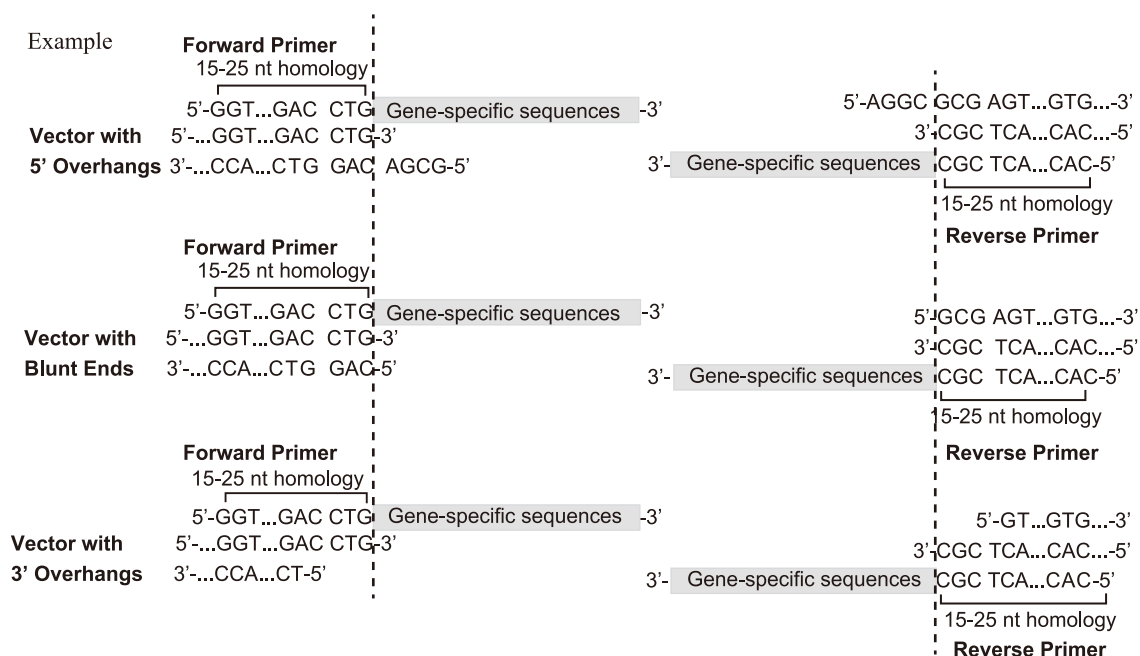 Example
Forward Primer
15-25 nt homology
5'-GGT...GAC CTG Gene-specific sequences -3'
Vector with 5'-...GGT...GAC CTG-3'
5' Overhangs 3'-...CCA...CTG GAC AGCG-5'
5'-AGGC GCG AGT...GTG...-3'
3'-CGC TCA...CAC...-5'
3'- Gene-specific sequences CGC TCA...CAC-5'
15-25 nt homology
Reverse Primer
Forward Primer
15-25 nt homology
5'-GGT...GAC CTG Gene-specific sequences -3'
Vector with 5'-...GGT...GAC CTG-3'
Blunt Ends 3'-...CCA...CTG GAC-5'
5'-GCG AGT...GTG...-3'
3'-CGC TCA...CAC...-5'
3'- Gene-specific sequences CGC TCA...CAC-5'
15-25 nt homology
Reverse Primer
Forward Primer
15-25 nt homology
5'-GGT...GAC CTG Gene-specific sequences -3'
Vector with 5'-...GGT...GAC CTG-3'
3' Overhangs 3'-...CCA...CT-5'
5'-GT...GTG...-3'
3'-CGC TCA...CAC...-5'
3'- Gene-specific sequences CGC TCA...CAC-5'
15-25 nt homology
Reverse Primer